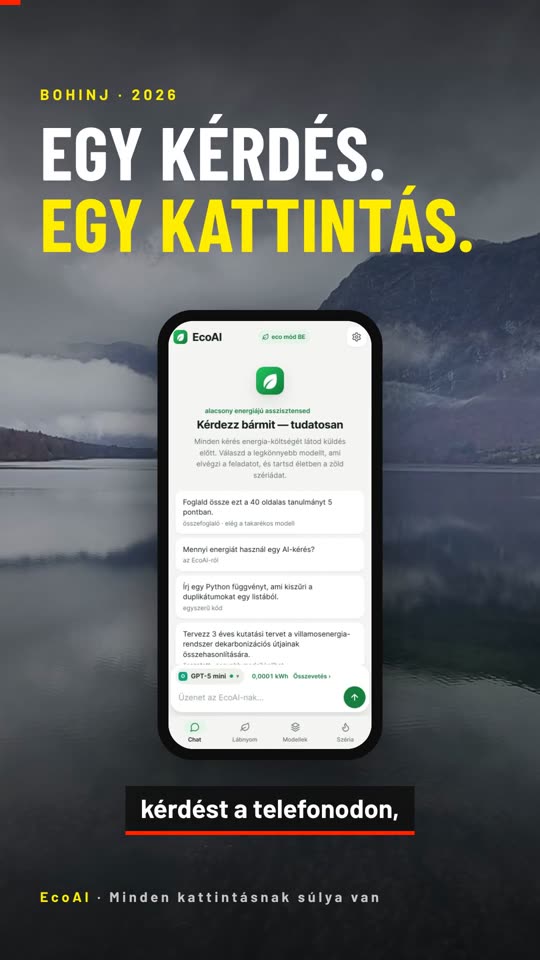 BOHINJ · 2026
EGY KÉRDÉS.
EGY KATTINTÁS.
EcoAI
eco mód BE
alacsony energiájú asszisztensed
Kérdezz bármit — tudatosan
Minden kérés energia-költségét látod küldés
előtt. Válaszd a legkönnyebb modellt, ami
elvégzi a feladatot, és tartsd életben a zöld
szériádat.
Foglald össze ezt a 40 oldalas tanulmányt 5
pontban.
összefoglaló · elég a takarékos modell
Mennyi energiát használ egy AI-kérés?
az EcoAI-ról
Írj egy Python függvényt, ami kiszűri a
duplikátumokat egy listából.
egyszerű kód
Tervezz 3 éves kutatási tervet a villamosenergia-
rendszer dekarbonizációs útjainak
összehasonlítására.
GPT-5 mini
0,0001 kWh Összevetés ›
Üzenet az EcoAI-nak...
Chat Lábnyom Modellek Széria
kérdést a telefonodon,
EcoAI · Minden kattintásnak súlya van